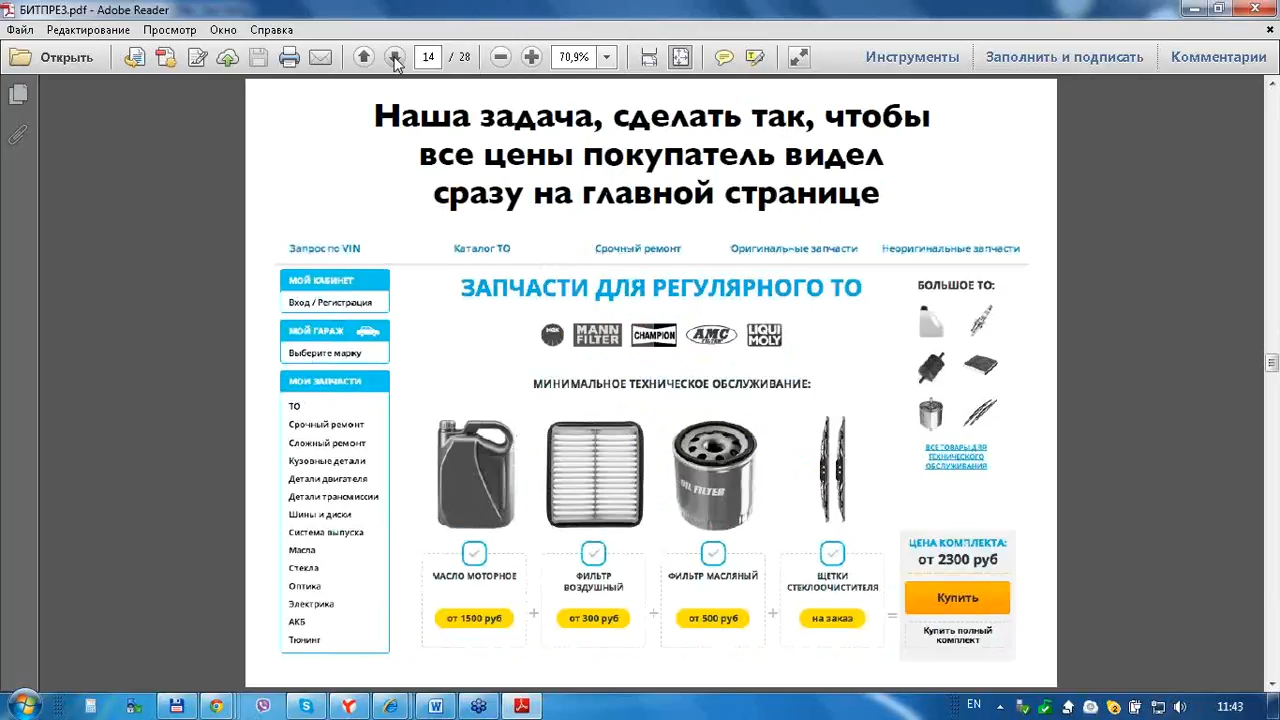 БИТПРЕЗ.pdf - Adobe Reader
Файл Редактирование Просмотр Окно Справка
Открыть 14 / 28 70,9% Инструменты Заполнить и подписать Комментарии
Наша задача, сделать так, чтобы
все цены покупатель видел
сразу на главной странице
Запрос по VIN Каталог ТО Срочный ремонт Оригинальные запчасти Неоригинальные запчасти
МОЙ КАБИНЕТ
Вход / Регистрация
МОЙ ГАРАЖ
Выберите марку
МОИ ЗАПЧАСТИ
ТО
Срочный ремонт
Сложный ремонт
Кузовные детали
Детали двигателя
Детали трансмиссии
Шины и диски
Система выпуска
Масла
Стекла
Оптика
Электрика
АКБ
Тюнинг
ЗАПЧАСТИ ДЛЯ РЕГУЛЯРНОГО ТО
MANN FILTER CHAMPION AMC FILTER LIQUI MOLY
МИНИМАЛЬНОЕ ТЕХНИЧЕСКОЕ ОБСЛУЖИВАНИЕ:
OIL FILTER
МАСЛО МОТОРНОЕ
от 1500 руб
+
ФИЛЬТР
ВОЗДУШНЫЙ
от 300 руб
+
ФИЛЬТР МАСЛЯНЫЙ
от 500 руб
+
ЩЕТКИ
СТЕКЛООЧИСТИТЕЛЯ
на заказ
=
БОЛЬШОЕ ТО:
ВСЕ ТОВАРЫ ДЛЯ
ТЕХНИЧЕСКОГО
ОБСЛУЖИВАНИЯ
ЦЕНА КОМПЛЕКТА:
от 2300 руб
Купить
Купить полный
комплект
EN 11:43